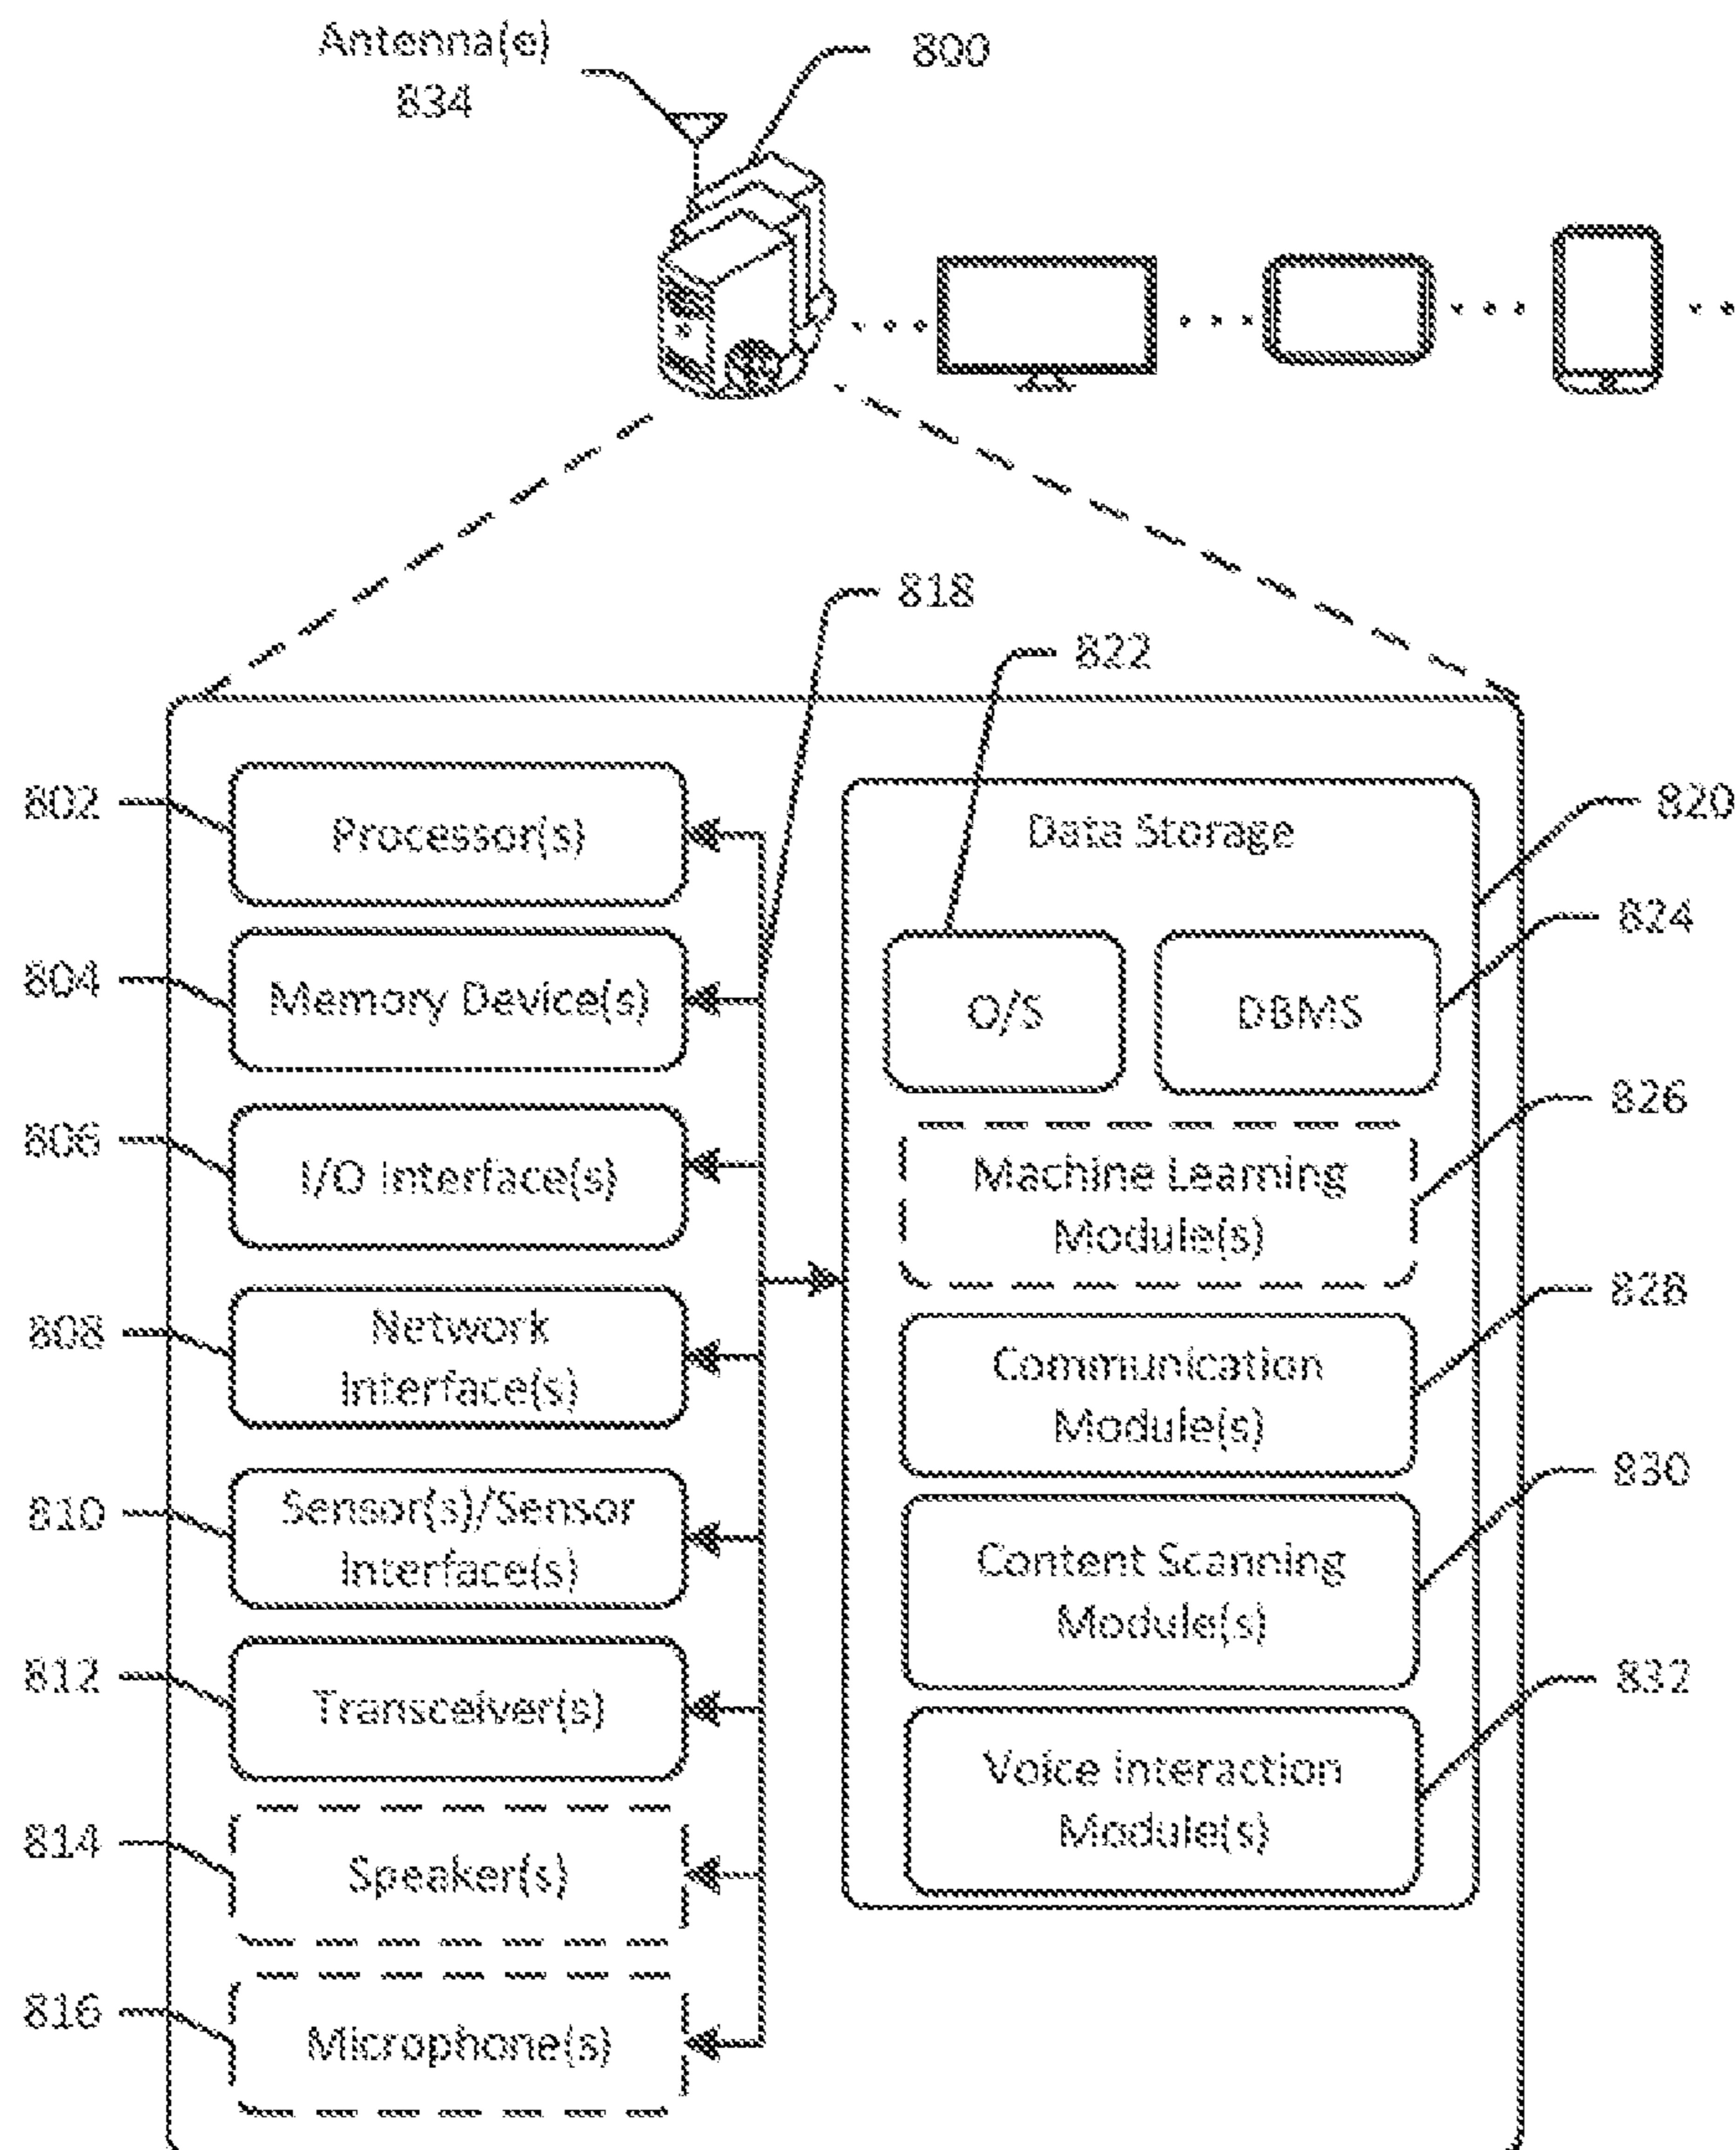 Antenna(e)
834
800
818
822
802
Processor(s)
Data Storage
820
804
Memory Device(s)
O/S
DBMS
824
806
I/O Interface(s)
Machine Learning
Module(s)
826
808
Network
Interface(s)
Communication
Module(s)
828
810
Sensor(s)/Sensor
Interface(s)
Content Scanning
Module(s)
830
812
Transceiver(s)
Voice Interaction
Module(s)
832
814
Speaker(s)
816
Microphone(s)